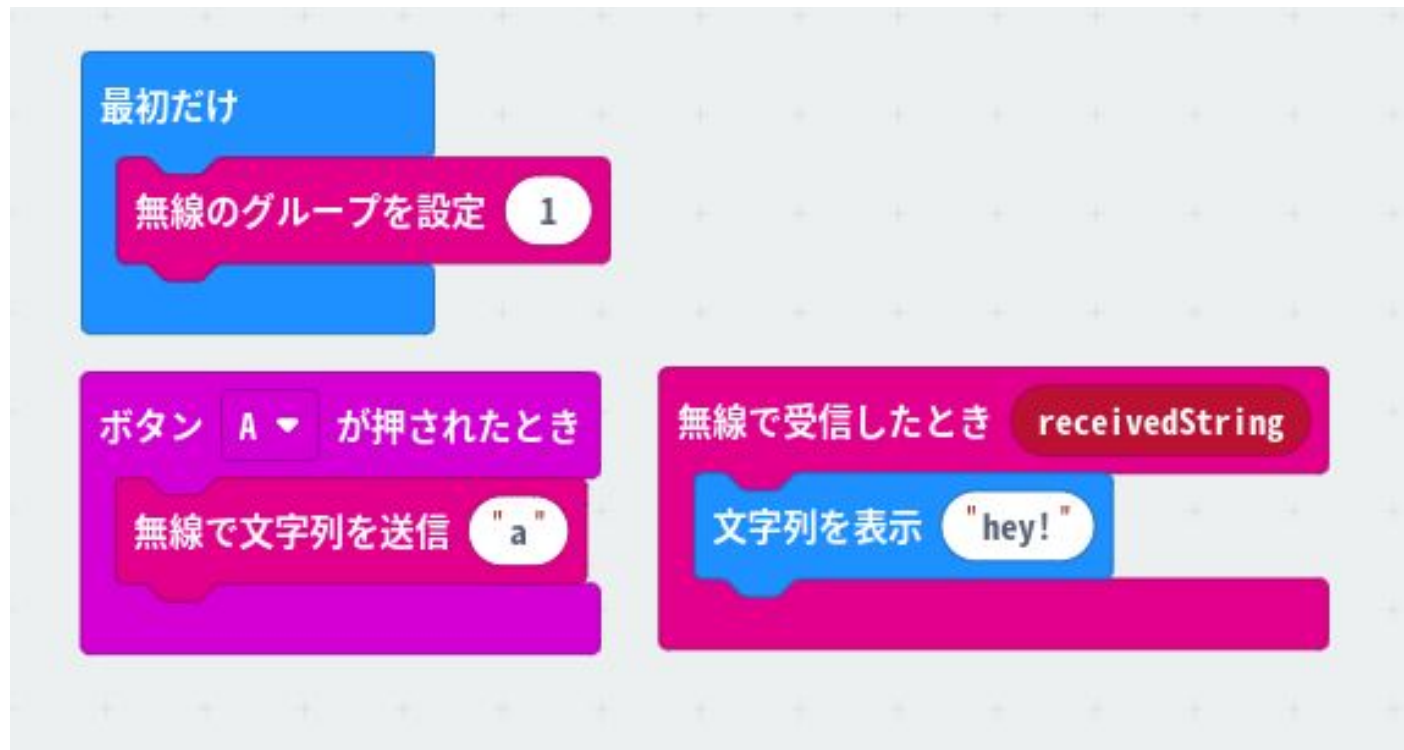 最初だけ
無線のグループを設定 1
ボタン A が押されたとき
無線で文字列を送信 "a"
無線で受信したとき receivedString
文字列を表示 "hey!"